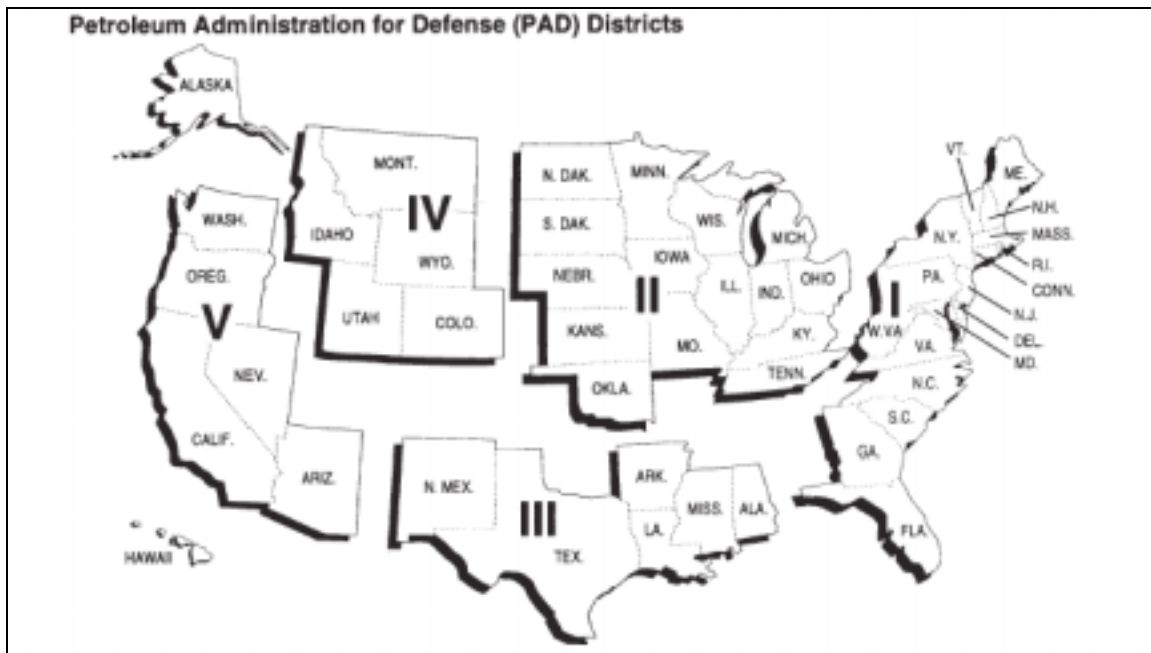 Petroleum Administration for Defense (PAD) Districts
ALASKA
MONT.
IV
IDAHO
WYO.
UTAH
COLO.
WASH.
OREG.
V
NEV.
CALIF.
ARIZ.
HAWAII
N. DAK.
MINN.
S. DAK.
WIS.
MICH.
NEBR.
IOWA
II
ILL.
IND.
OHIO
KANS.
MO.
KY.
OKLA.
TENN.
N. MEX.
III
TEX.
ARK.
LA.
MISS.
ALA.
VT.
ME.
N.H.
N.Y.
MASS.
R.I.
PA.
CONN.
I
N.J.
W.VA
DEL.
VA.
MD.
N.C.
S.C.
GA.
FLA.